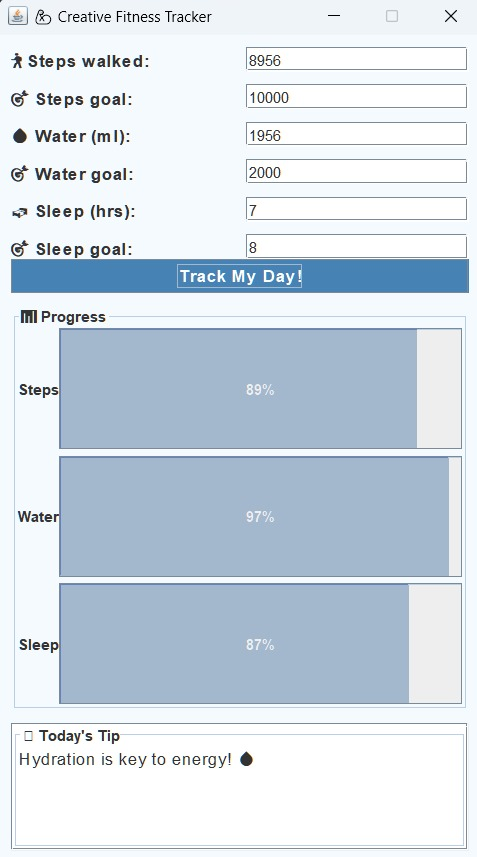 Creative Fitness Tracker
Steps walked: 8956
Steps goal: 10000
Water (ml): 1956
Water goal: 2000
Sleep (hrs): 7
Sleep goal: 8
Track My Day!
Progress
Steps 89%
Water 97%
Sleep 87%
Today's Tip
Hydration is key to energy!